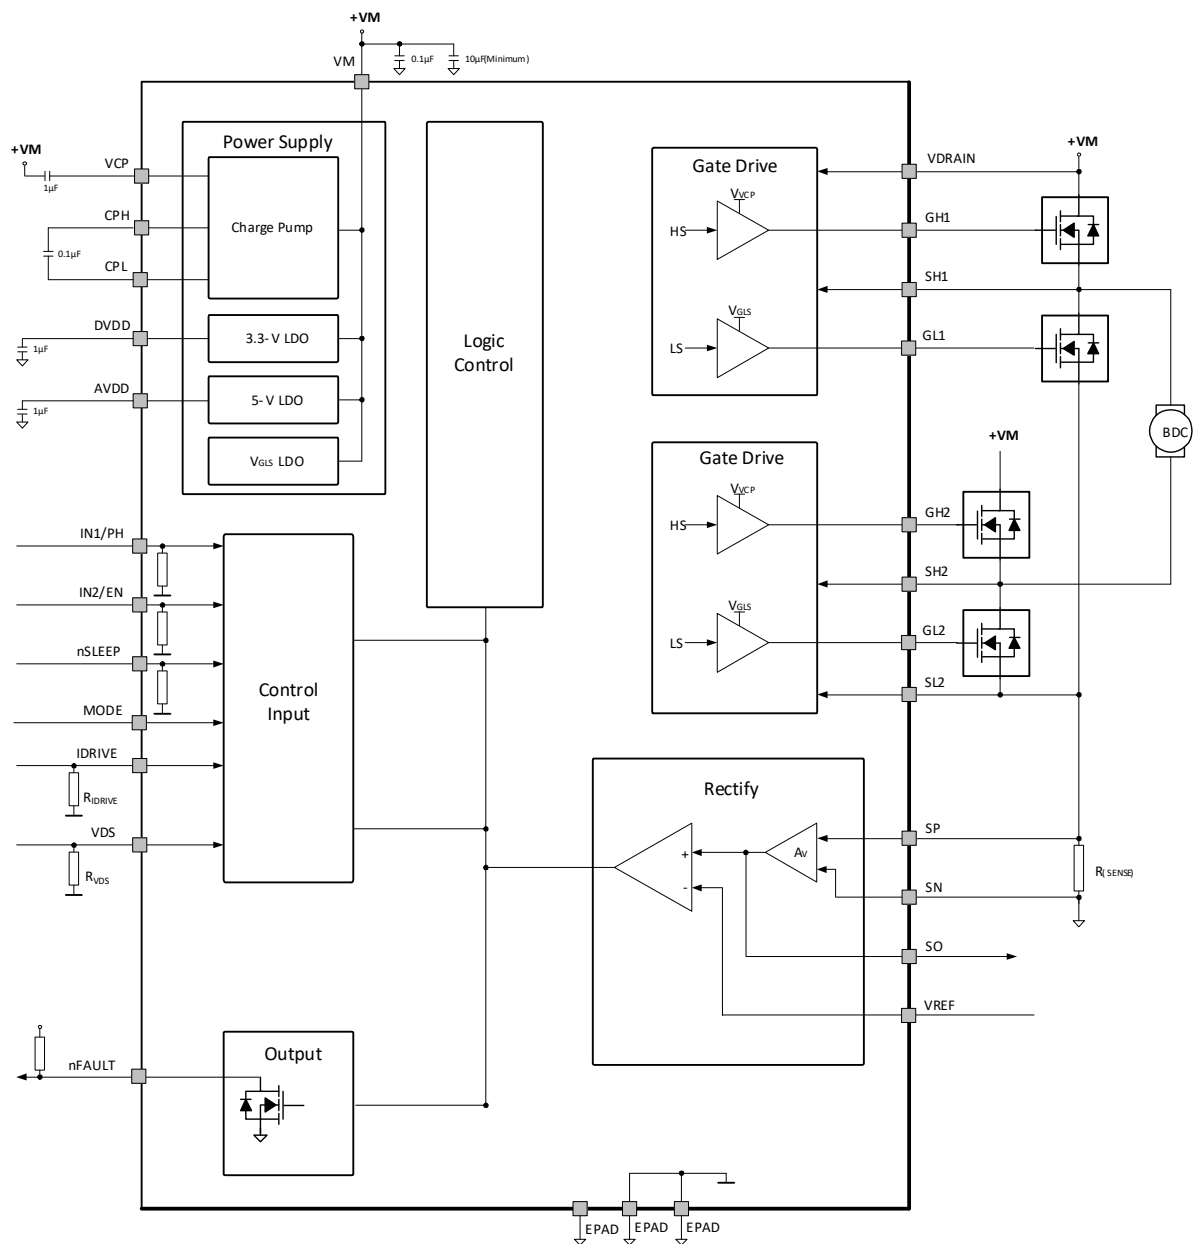 +VM
VM
0.1µF
10µF(Minimum)
Power Supply
+VM
VCP
1µF
CPH
Charge Pump
0.1µF
CPL
DVDD
3.3- V LDO
1µF
AVDD
5- V LDO
1µF
VGLS LDO
Logic
Control
Gate Drive
VVCP
HS
VGLS
LS
VDRAIN
+VM
GH1
SH1
GL1
BDC
Gate Drive
VVCP
HS
VGLS
LS
+VM
GH2
SH2
GL2
SL2
IN1/PH
IN2/EN
nSLEEP
MODE
IDRIVE
RIDRIVE
VDS
RVDS
Control
Input
Rectify
+
-
AV
SP
R(SENSE)
SN
SO
VREF
nFAULT
Output
EPAD
EPAD
EPAD